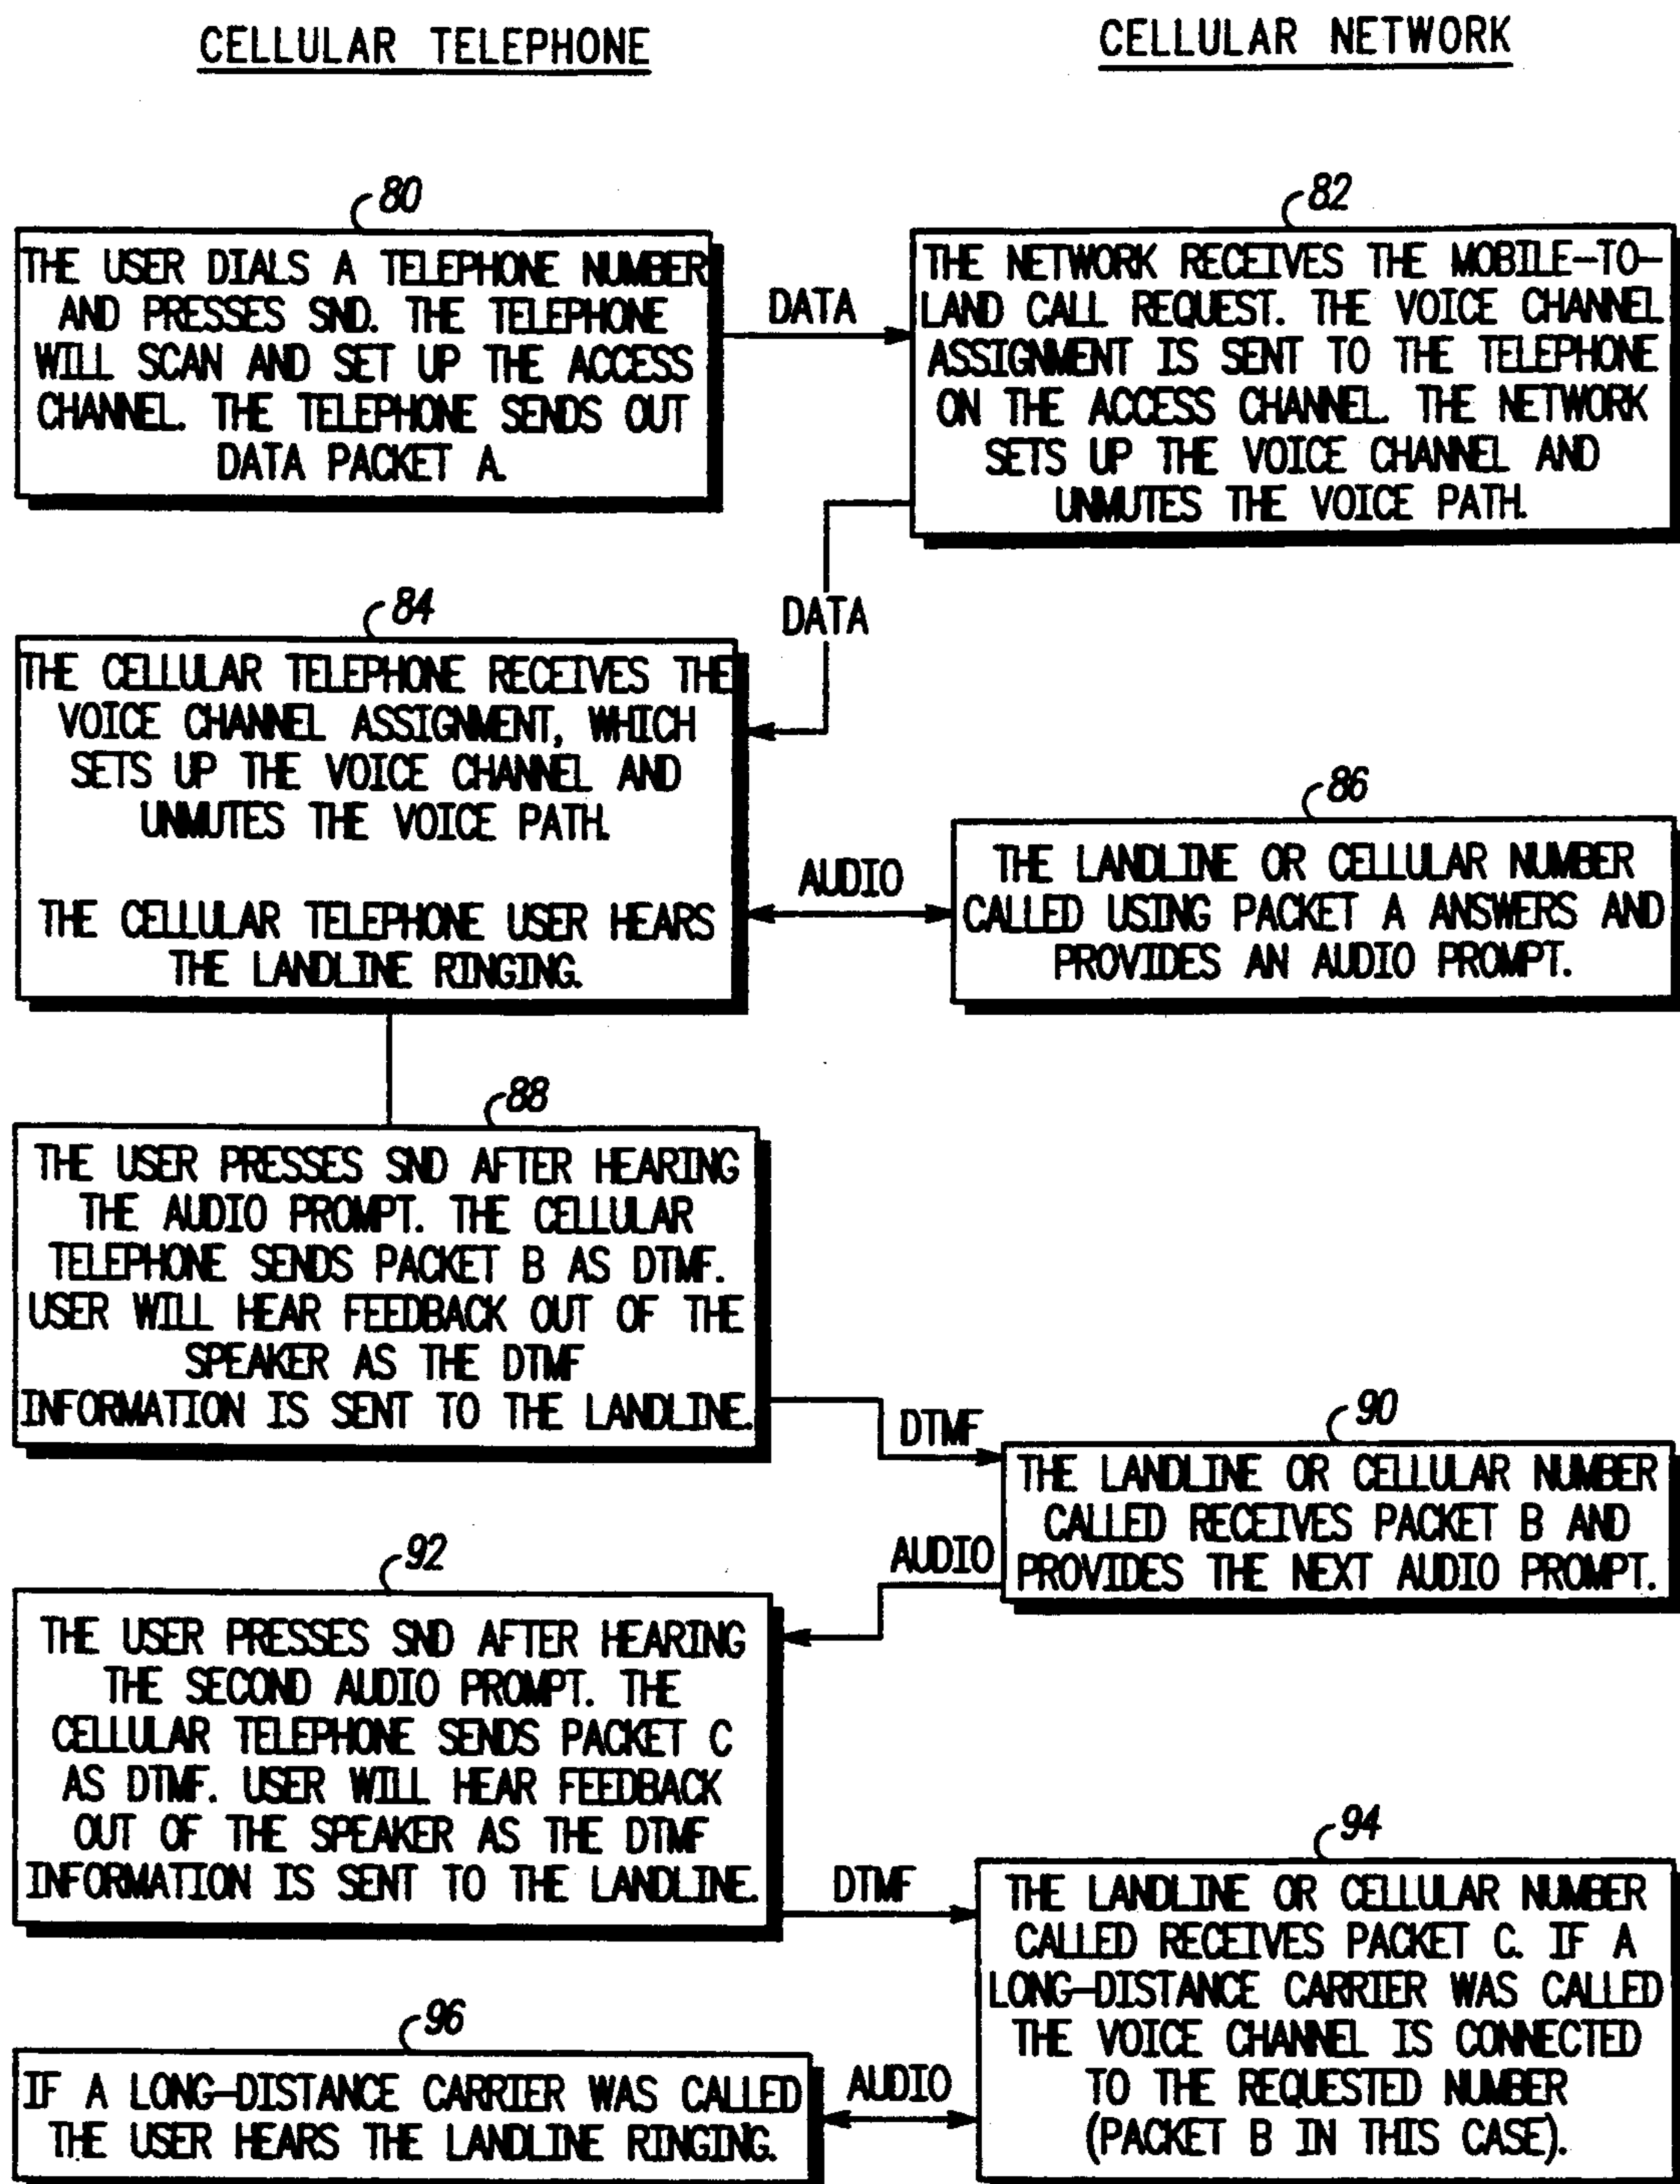 CELLULAR TELEPHONE
CELLULAR NETWORK
80
THE USER DIALS A TELEPHONE NUMBER
AND PRESSES SND. THE TELEPHONE
WILL SCAN AND SET UP THE ACCESS
CHANNEL. THE TELEPHONE SENDS OUT
DATA PACKET A.
DATA
82
THE NETWORK RECEIVES THE MOBILE-TO-
LAND CALL REQUEST. THE VOICE CHANNEL
ASSIGNMENT IS SENT TO THE TELEPHONE
ON THE ACCESS CHANNEL. THE NETWORK
SETS UP THE VOICE CHANNEL AND
UNMUTES THE VOICE PATH.
DATA
84
THE CELLULAR TELEPHONE RECEIVES THE
VOICE CHANNEL ASSIGNMENT, WHICH
SETS UP THE VOICE CHANNEL AND
UNMUTES THE VOICE PATH.
THE CELLULAR TELEPHONE USER HEARS
THE LANDLINE RINGING.
AUDIO
86
THE LANDLINE OR CELLULAR NUMBER
CALLED USING PACKET A ANSWERS AND
PROVIDES AN AUDIO PROMPT.
88
THE USER PRESSES SND AFTER HEARING
THE AUDIO PROMPT. THE CELLULAR
TELEPHONE SENDS PACKET B AS DTMF.
USER WILL HEAR FEEDBACK OUT OF THE
SPEAKER AS THE DTMF
INFORMATION IS SENT TO THE LANDLINE.
DTMF
90
THE LANDLINE OR CELLULAR NUMBER
CALLED RECEIVES PACKET B AND
PROVIDES THE NEXT AUDIO PROMPT.
AUDIO
92
THE USER PRESSES SND AFTER HEARING
THE SECOND AUDIO PROMPT. THE
CELLULAR TELEPHONE SENDS PACKET C
AS DTMF. USER WILL HEAR FEEDBACK
OUT OF THE SPEAKER AS THE DTMF
INFORMATION IS SENT TO THE LANDLINE.
DTMF
94
THE LANDLINE OR CELLULAR NUMBER
CALLED RECEIVES PACKET C. IF A
LONG-DISTANCE CARRIER WAS CALLED
THE VOICE CHANNEL IS CONNECTED
TO THE REQUESTED NUMBER
(PACKET B IN THIS CASE).
96
IF A LONG-DISTANCE CARRIER WAS CALLED
THE USER HEARS THE LANDLINE RINGING.
AUDIO